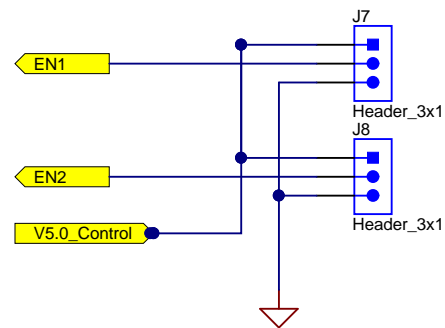 J7
EN1
Header_3x1
J8
EN2
Header_3x1
V5.0_Control